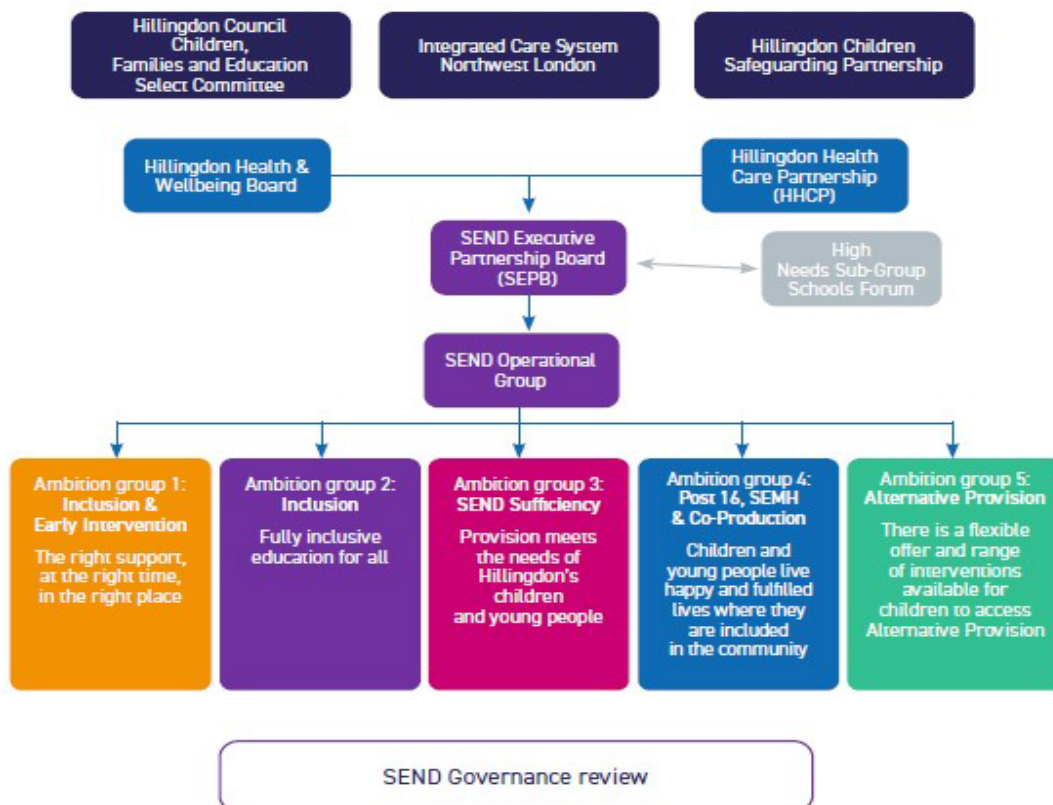 Hillingdon Council
Children,
Families and Education
Select Committee
Integrated Care System
Northwest London
Hillingdon Children
Safeguarding Partnership
Hillingdon Health &
Wellbeing Board
Hillingdon Health
Care Partnership
(HHCP)
SEND Executive
Partnership Board
(SEPB)
High
Needs Sub-Group
Schools Forum
SEND Operational
Group
Ambition group 1:
Inclusion &
Early Intervention
The right support,
at the right time,
in the right place
Ambition group 2:
Inclusion
Fully inclusive
education for all
Ambition group 3:
SEND Sufficiency
Provision meets
the needs of
Hillingdon's
children
and young people
Ambition group 4:
Post 16, SEMH
& Co-Production
Children and
young people live
happy and fulfilled
lives where they
are included
in the community
Ambition group 5:
Alternative Provision
There is a flexible
offer and range
of interventions
available for
children to access
Alternative Provision
SEND Governance review